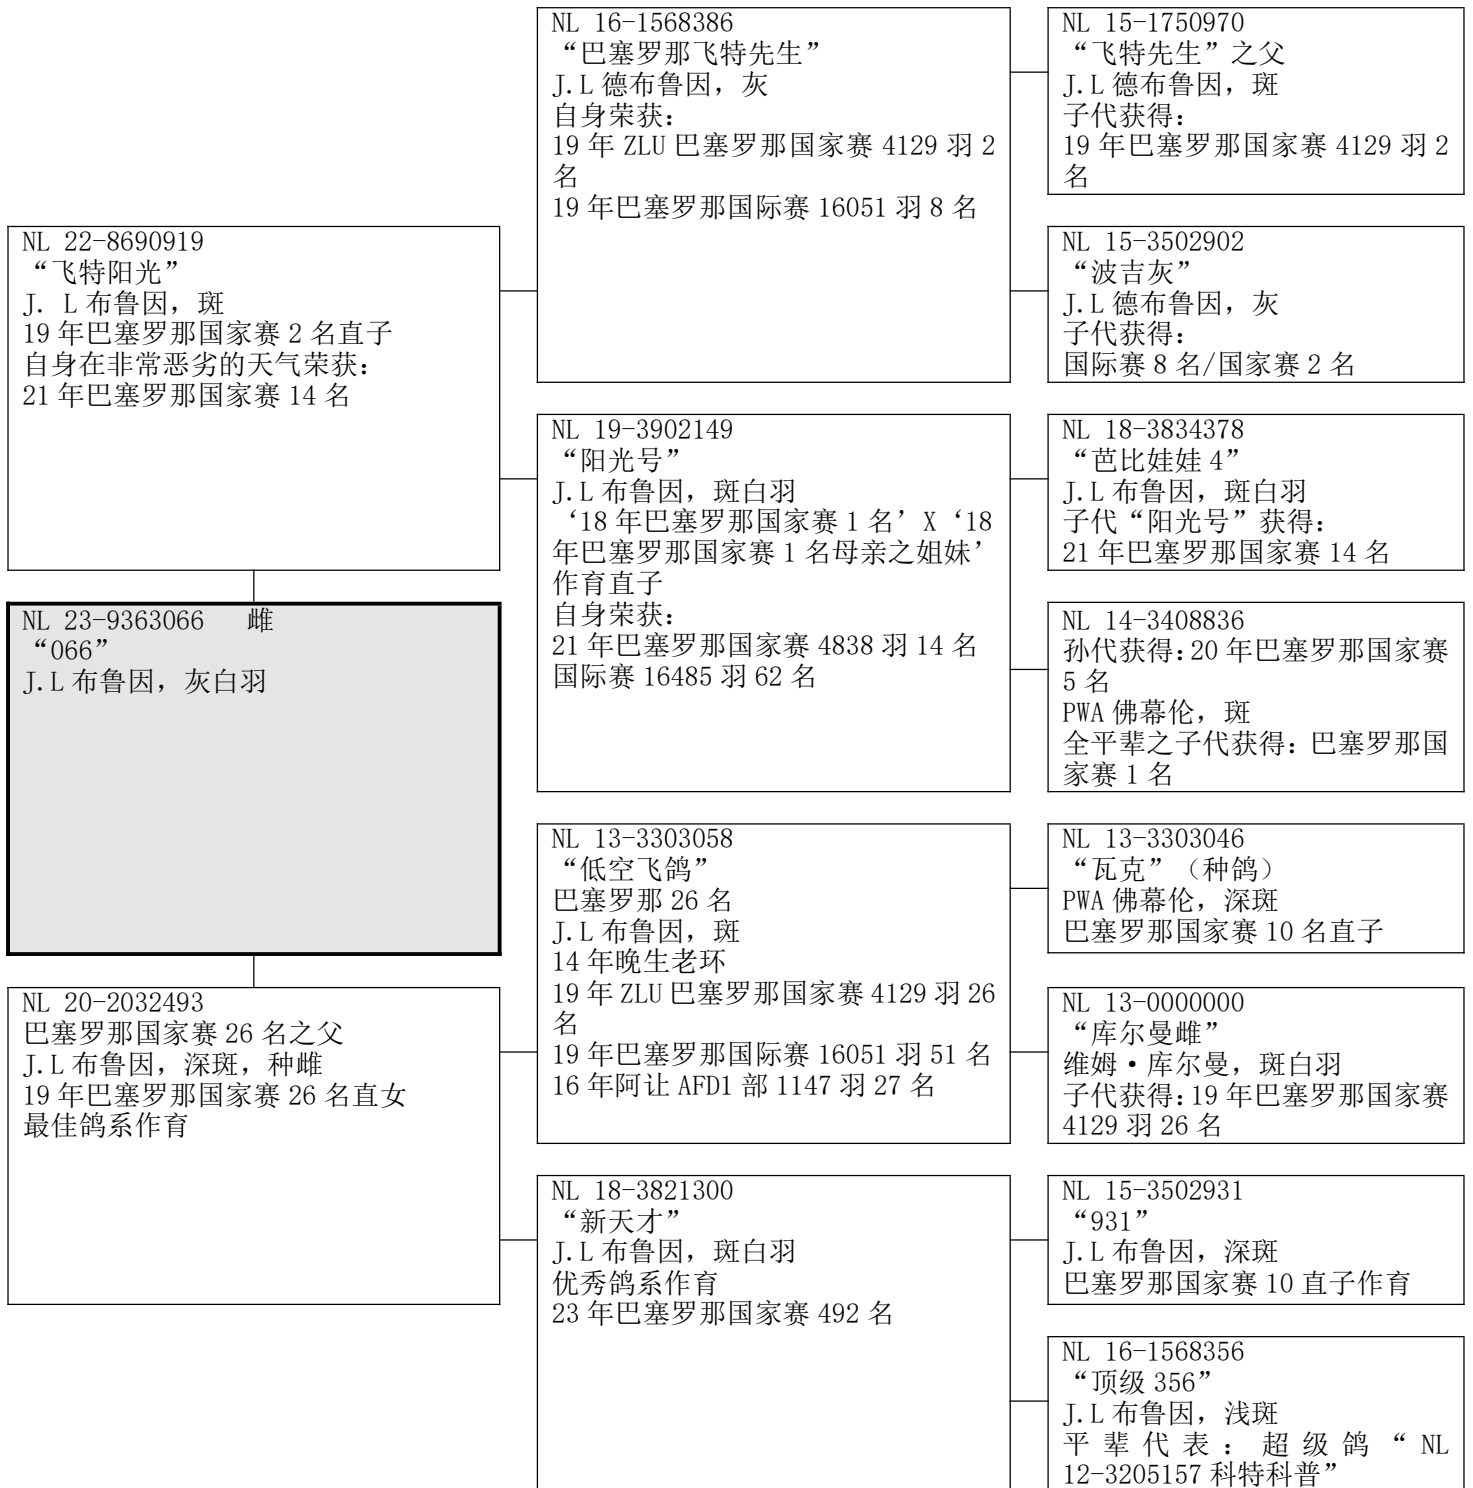 NL 22-8690919
“飞特阳光”
J. L 布鲁因，斑
19 年巴塞罗那国家赛 2 名直子
自身在非常恶劣的天气荣获：
21 年巴塞罗那国家赛 14 名
NL 23-9363066 雌
“066”
J.L 布鲁因，灰白羽
NL 20-2032493
巴塞罗那国家赛 26 名之父
J.L 布鲁因，深斑，种雌
19 年巴塞罗那国家赛 26 名直女
最佳鸽系作育
NL 16-1568386
“巴塞罗那飞特先生”
J.L 德布鲁因，灰
自身荣获：
19 年 ZLU 巴塞罗那国家赛 4129 羽 2
名
19 年巴塞罗那国际赛 16051 羽 8 名
NL 19-3902149
“阳光号”
J.L 布鲁因，斑白羽
‘18 年巴塞罗那国家赛 1 名’X‘18
年巴塞罗那国家赛 1 名母亲之姐妹’
作育直子
自身荣获：
21 年巴塞罗那国家赛 4838 羽 14 名
国际赛 16485 羽 62 名
NL 13-3303058
“低空飞鸽”
巴塞罗那 26 名
J.L 布鲁因，斑
14 年晚生老环
19 年 ZLU 巴塞罗那国家赛 4129 羽 26
名
19 年巴塞罗那国际赛 16051 羽 51 名
16 年阿让 AFD1 部 1147 羽 27 名
NL 18-3821300
“新天才”
J.L 布鲁因，斑白羽
优秀鸽系作育
23 年巴塞罗那国家赛 492 名
NL 15-1750970
“飞特先生”之父
J.L 德布鲁因，斑
子代获得：
19 年巴塞罗那国家赛 4129 羽 2
名
NL 15-3502902
“波吉灰”
J.L 德布鲁因，灰
子代获得：
国际赛 8 名/国家赛 2 名
NL 18-3834378
“芭比娃娃 4”
J.L 布鲁因，斑白羽
子代“阳光号”获得：
21 年巴塞罗那国家赛 14 名
NL 14-3408836
孙代获得：20 年巴塞罗那国家赛
5 名
PWA 佛幕伦，斑
全平辈之子代获得：巴塞罗那国
家赛 1 名
NL 13-3303046
“瓦克”（种鸽）
PWA 佛幕伦，深斑
巴塞罗那国家赛 10 名直子
NL 13-0000000
“库尔曼雌”
维姆·库尔曼，斑白羽
子代获得：19 年巴塞罗那国家赛
4129 羽 26 名
NL 15-3502931
“931”
J.L 布鲁因，深斑
巴塞罗那国家赛 10 直子作育
NL 16-1568356
“顶级 356”
J.L 布鲁因，浅斑
平辈代表：超级鸽“NL
12-3205157 科特科普”